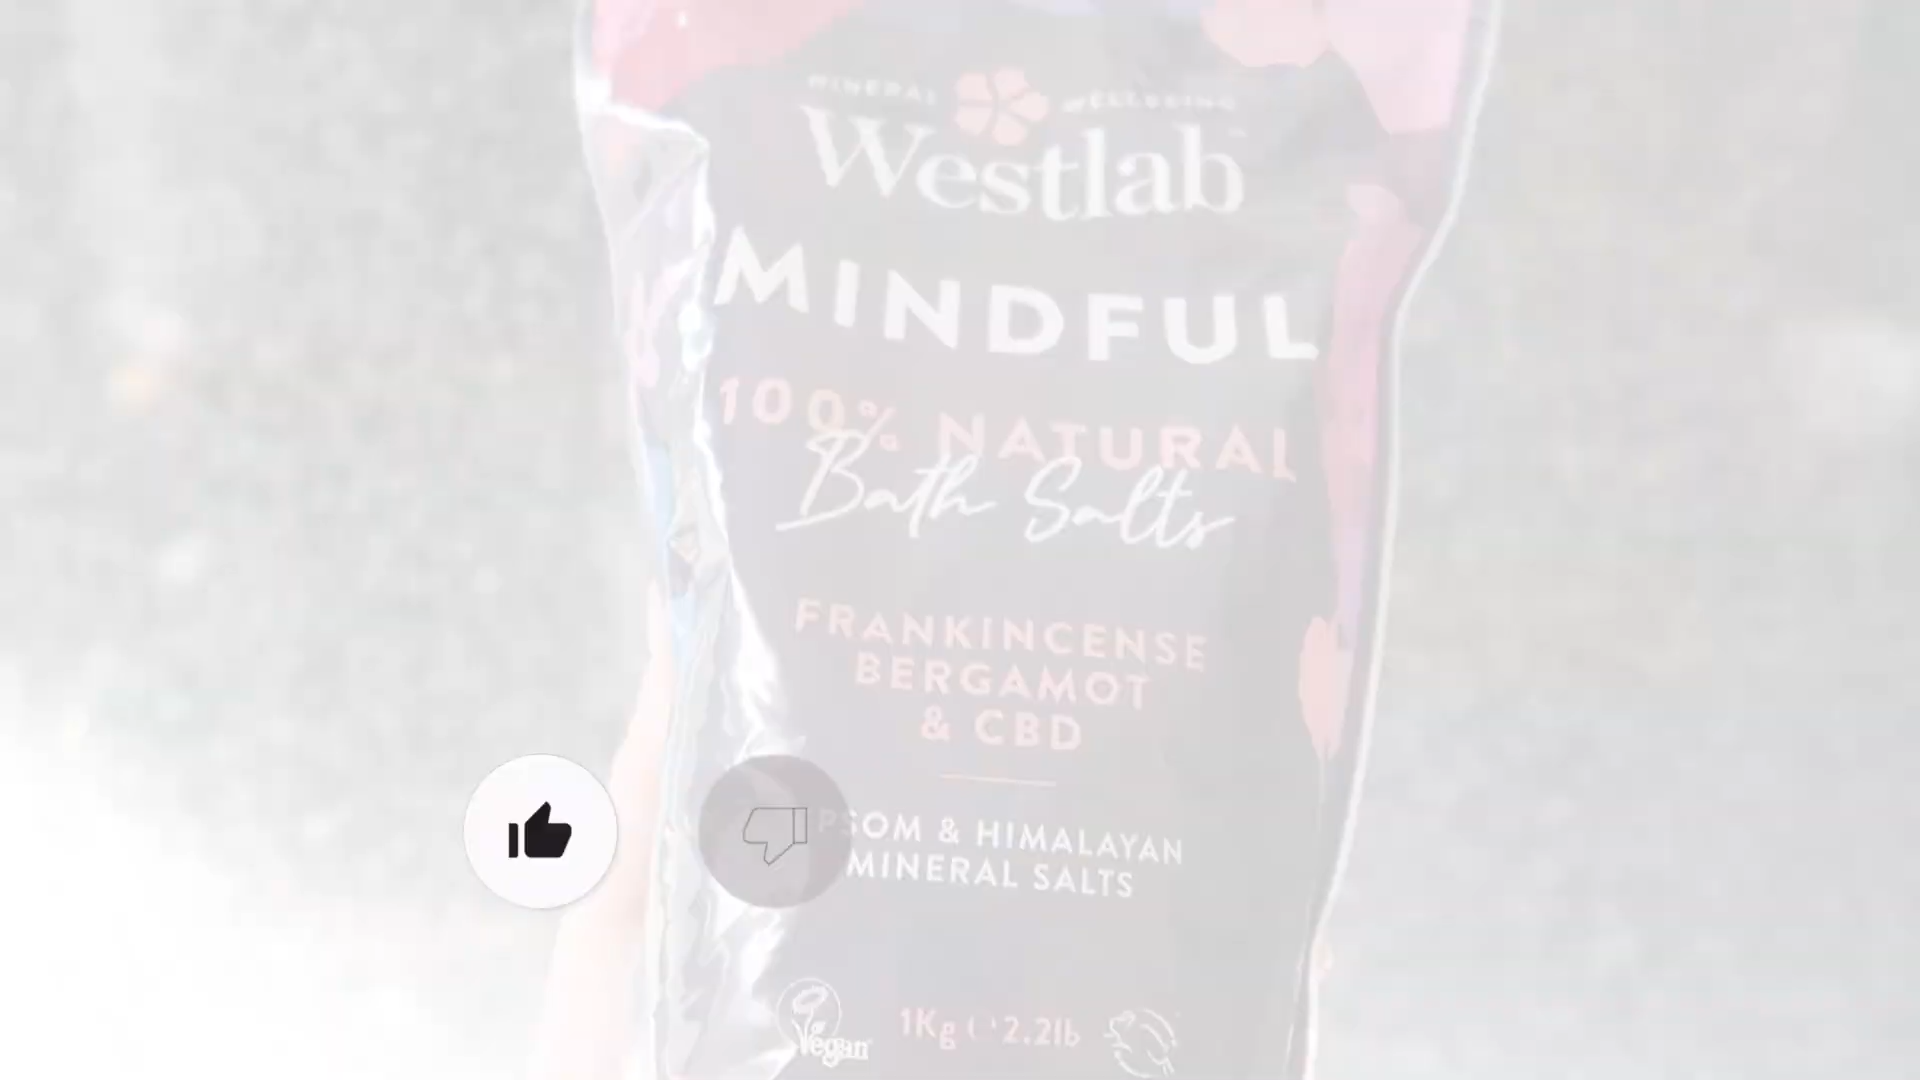 MINERAL WELLBEING
Westlab
MINDFUL
100% NATURAL
Bath Salts
FRANKINCENSE
BERGAMOT
& CBD
PSOM & HIMALAYAN
MINERAL SALTS
Vegan 1Kg e 2.2lb